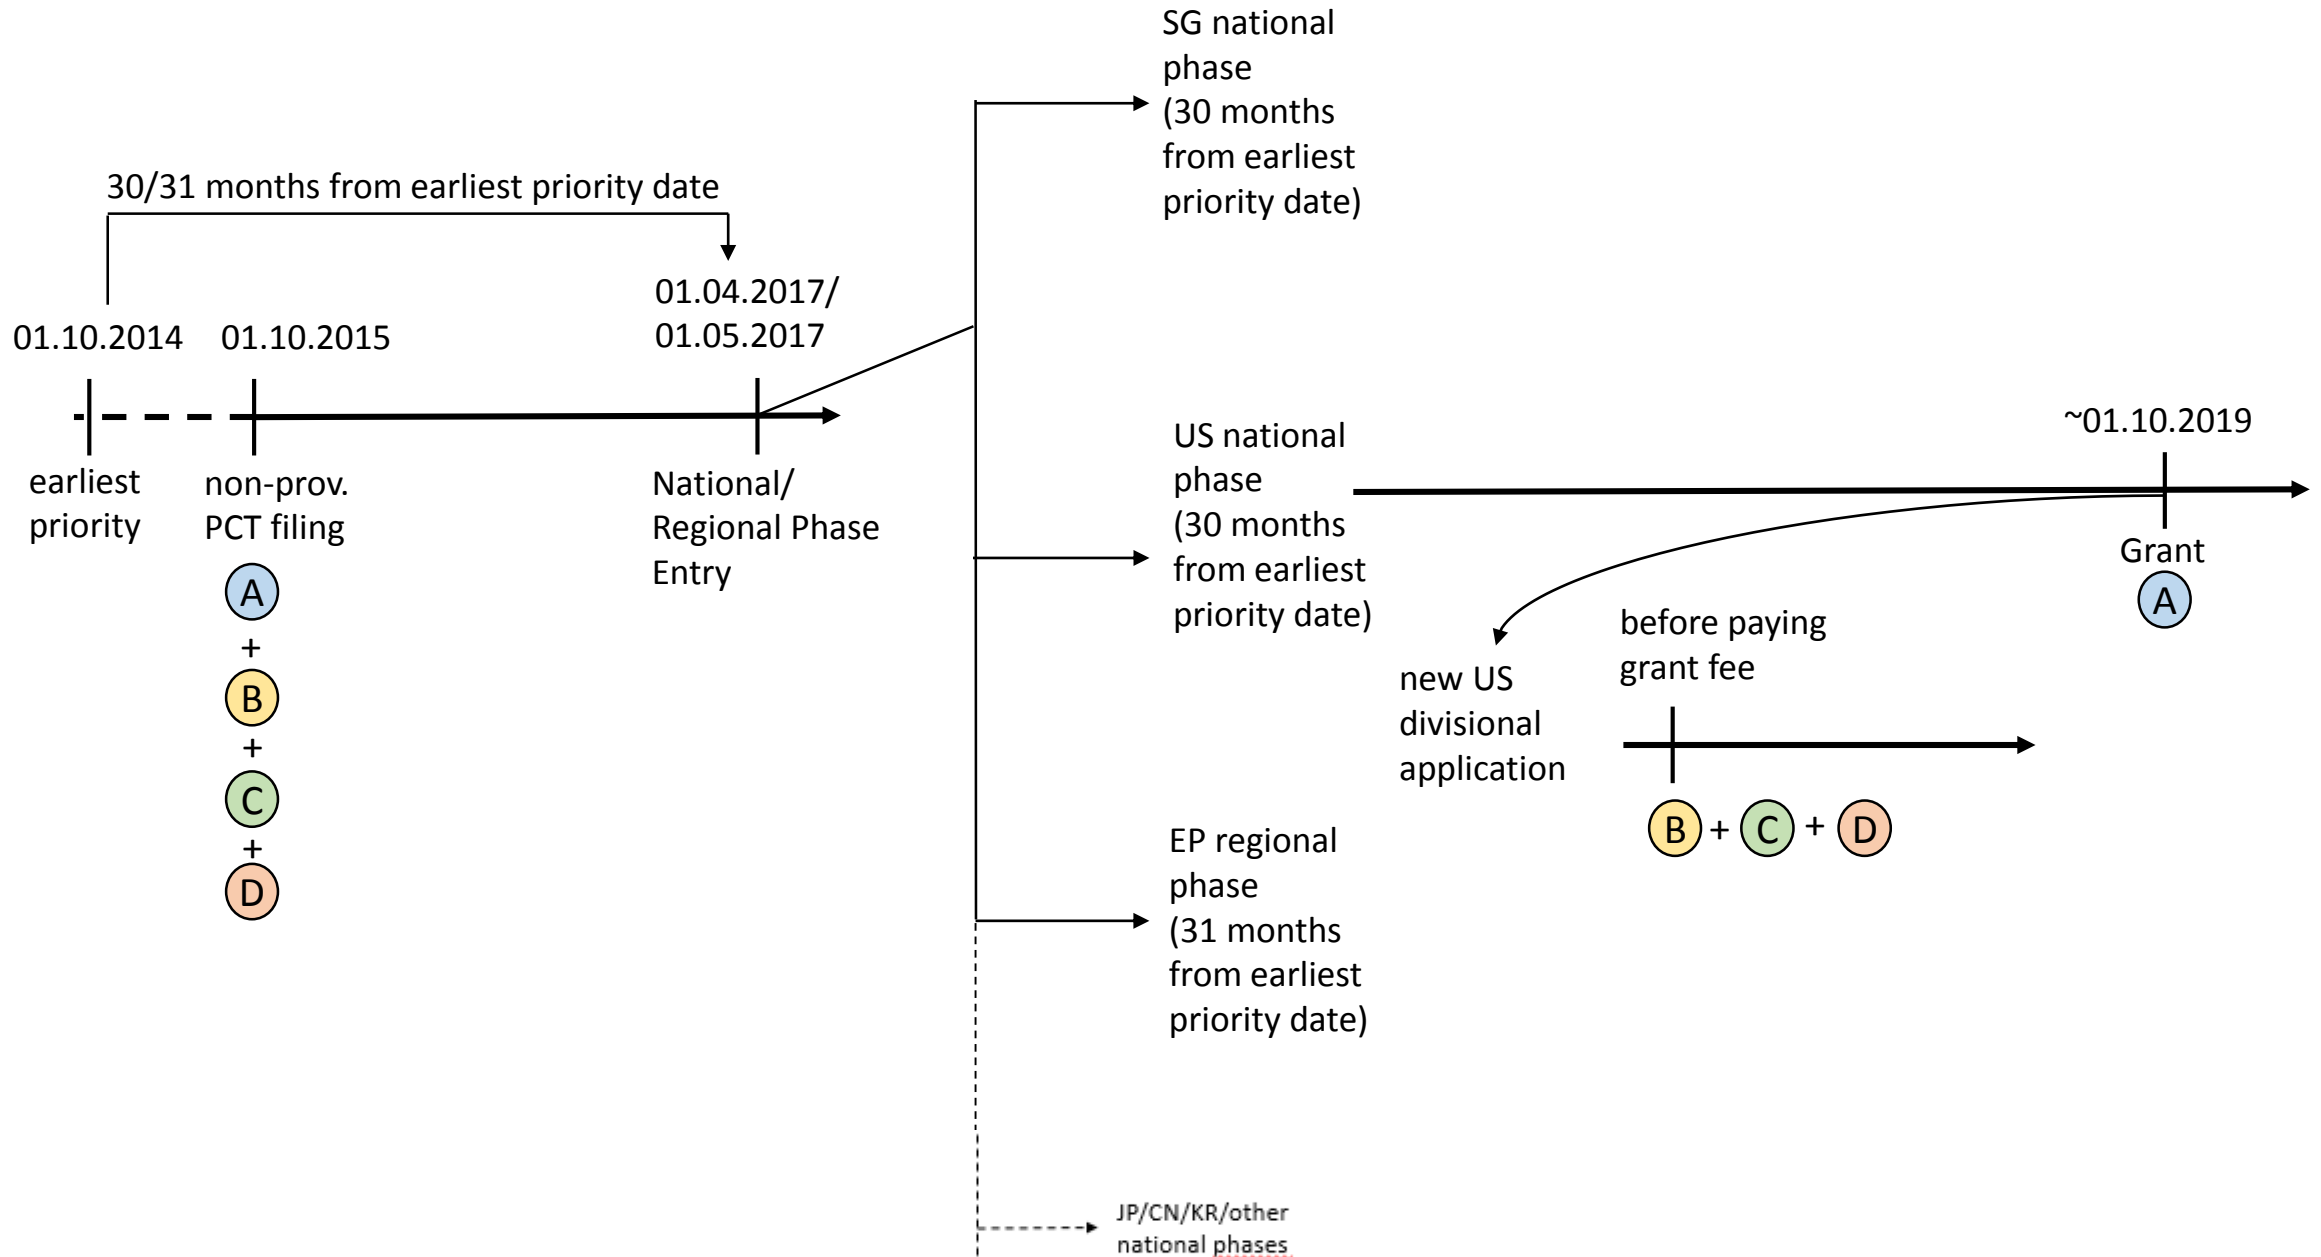 SG national
phase
(30 months
from earliest
priority date)
30/31 months from earliest priority date
01.10.2014
01.10.2015
01.04.2017/
01.05.2017
earliest
priority
non-prov.
PCT filing
A
+
B
+
C
+
D
National/
Regional Phase
Entry
US national
phase
(30 months
from earliest
priority date)
~01.10.2019
Grant
A
new US
divisional
application
before paying
grant fee
B + C + D
EP regional
phase
(31 months
from earliest
priority date)
JP/CN/KR/other
national phases